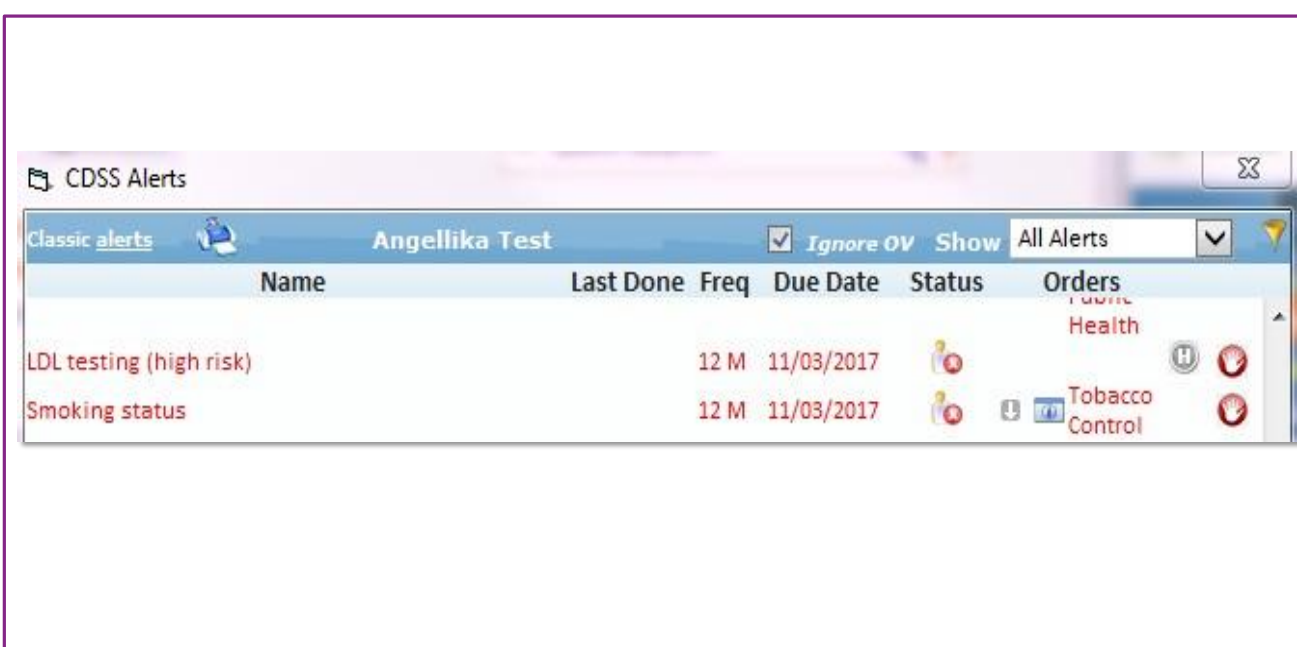 CDSS Alerts
Classic alerts Angellika Test Ignore OV Show All Alerts
Name Last Done Freq Due Date Status Orders
Health
LDL testing (high risk) 12 M 11/03/2017 H
Smoking status 12 M 11/03/2017 Tobacco
Control